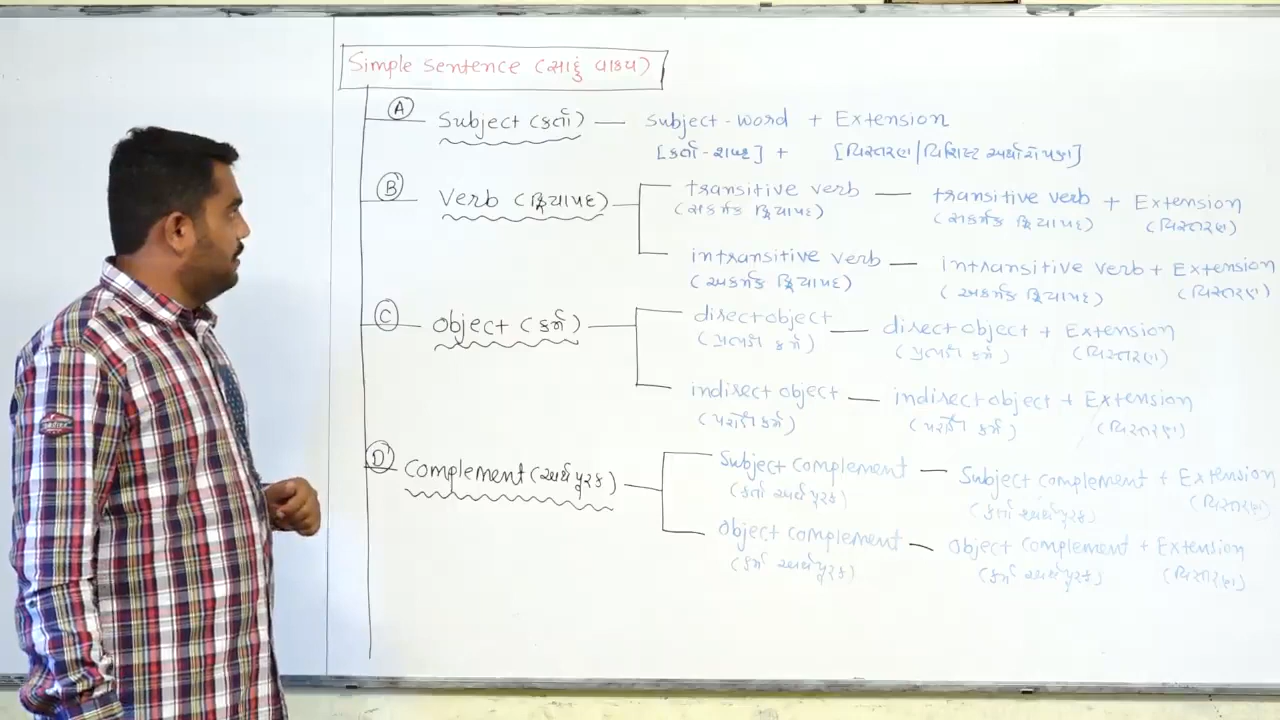 Simple Sentence (સાદું વાક્ય)
A Subject (કર્તા) — Subject-word + Extension
[કર્તા-શબ્દ] + [વિસ્તરણ/વિશિષ્ટ અર્થારોપકો]
B Verb (ક્રિયાપદ)
transitive verb — transitive verb + Extension
(સકર્મક ક્રિયાપદ) (સકર્મક ક્રિયાપદ) (વિસ્તરણ)
intransitive verb — intransitive verb + Extension
(અકર્મક ક્રિયાપદ) (અકર્મક ક્રિયાપદ) (વિસ્તરણ)
C Object (કર્મ)
direct object — direct object + Extension
(પ્રત્યક્ષ કર્મ) (પ્રત્યક્ષ કર્મ) (વિસ્તરણ)
indirect object — indirect object + Extension
(પરોક્ષ કર્મ) (પરોક્ષ કર્મ) (વિસ્તરણ)
D Complement (અર્થપૂરક)
Subject complement — Subject complement + Extension
(કર્તા અર્થપૂરક) (કર્તા અર્થપૂરક) (વિસ્તરણ)
Object complement — Object complement + Extension
(કર્મ અર્થપૂરક) (કર્મ અર્થપૂરક) (વિસ્તરણ)